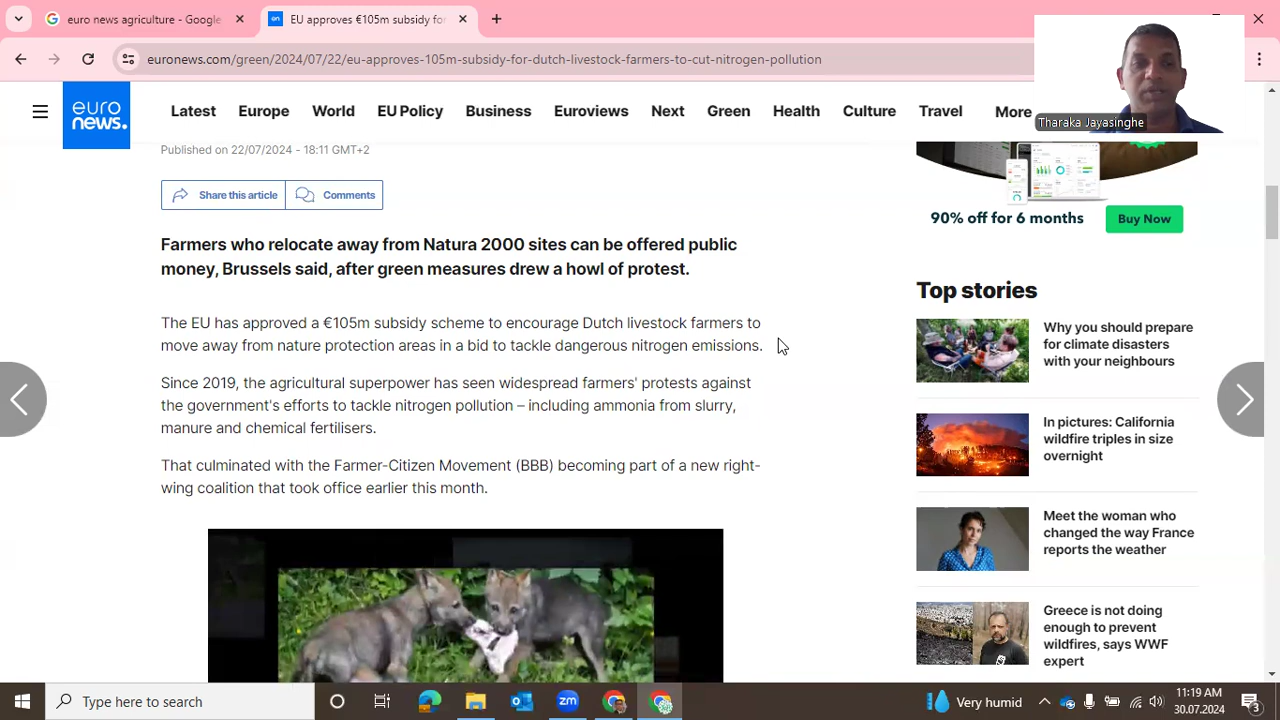 euro news agriculture - Google
EU approves €105m subsidy for
euronews.com/green/2024/07/22/eu-approves-105m-subsidy-for-dutch-livestock-farmers-to-cut-nitrogen-pollution
Tharaka Jayasinghe
euro
news.
Latest Europe World EU Policy Business Euroviews Next Green Health Culture Travel More
Published on 22/07/2024 - 18:11 GMT+2
Share this article Comments
Farmers who relocate away from Natura 2000 sites can be offered public
money, Brussels said, after green measures drew a howl of protest.
The EU has approved a €105m subsidy scheme to encourage Dutch livestock farmers to
move away from nature protection areas in a bid to tackle dangerous nitrogen emissions.
Since 2019, the agricultural superpower has seen widespread farmers' protests against
the government's efforts to tackle nitrogen pollution – including ammonia from slurry,
manure and chemical fertilisers.
That culminated with the Farmer-Citizen Movement (BBB) becoming part of a new right-
wing coalition that took office earlier this month.
90% off for 6 months Buy Now
Top stories
Why you should prepare
for climate disasters
with your neighbours
In pictures: California
wildfire triples in size
overnight
Meet the woman who
changed the way France
reports the weather
Greece is not doing
enough to prevent
wildfires, says WWF
expert
Type here to search
zm
Very humid
11:19 AM
30.07.2024
3